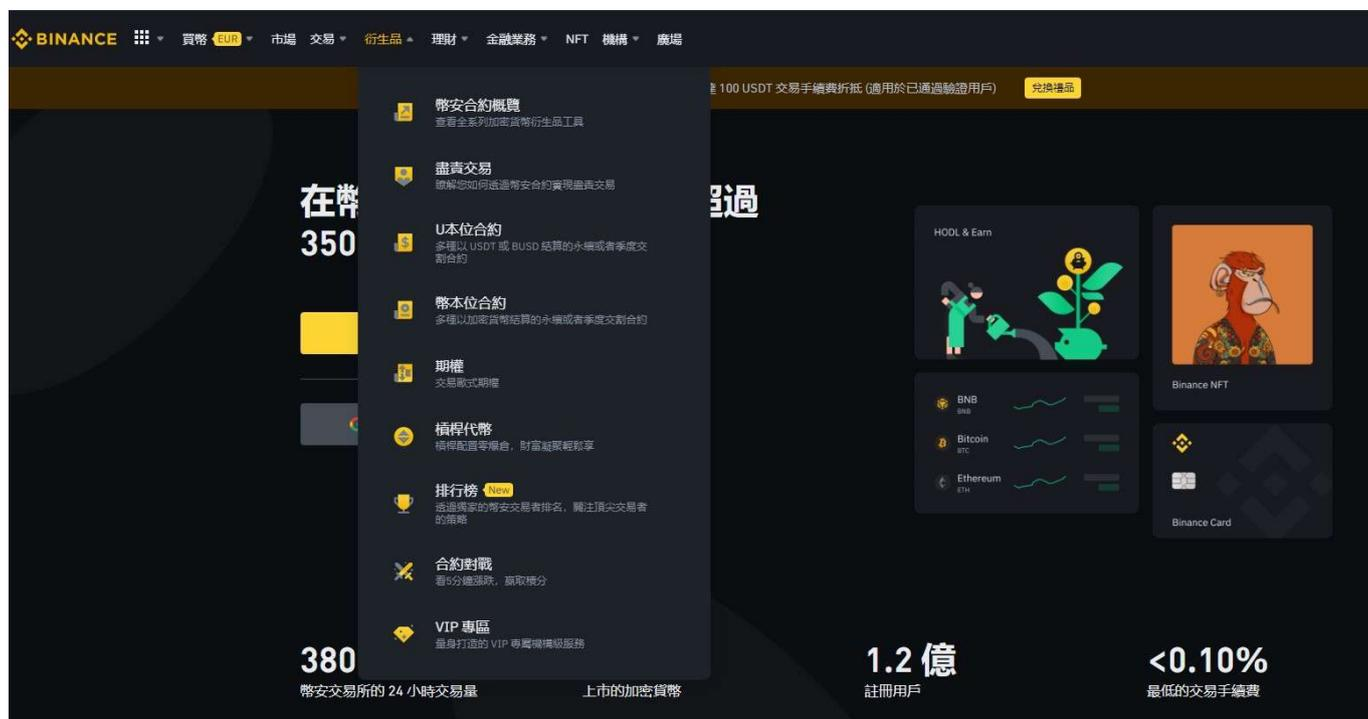 BINANCE 買幣 EUR 市場 交易 衍生品 理財 金融業務 NFT 機構 廣場
100 USDT 交易手續費折抵 (適用於已通過驗證用戶) 兌換禮品
幣安合約概覽
查看全系列加密貨幣衍生品工具
盡責交易
瞭解您如何透過幣安合約實現盡責交易
在幣
超過
350
U本位合約
多種以 USDT 或 BUSD 結算的永續或者季度交
割合約
幣本位合約
多種以加密貨幣結算的永續或者季度交割合約
期權
交易歐式期權
槓桿代幣
槓桿配置零爆倉，財富凝聚輕鬆享
排行榜 New
透過獨家的幣安交易者排名，關注頂尖交易者
的策略
合約對戰
看5分鐘漲跌，贏取積分
VIP 專區
量身打造的 VIP 專屬機構級服務
HODL & Earn
Binance NFT
BNB
BNB
Bitcoin
BTC
Ethereum
ETH
Binance Card
380
幣安交易所的 24 小時交易量
上市的加密貨幣
1.2 億
註冊用戶
<0.10%
最低的交易手續費